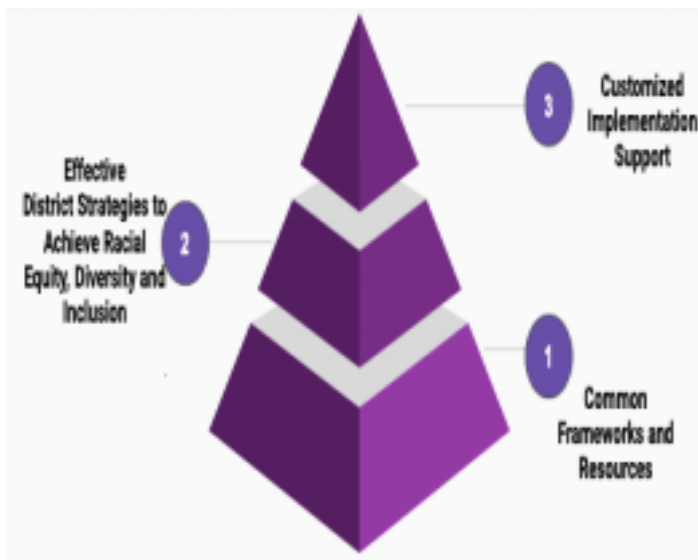 3
Customized
Implementation
Support
Effective
District Strategies to
Achieve Racial
Equity, Diversity and
Inclusion
2
1
Common
Frameworks and
Resources